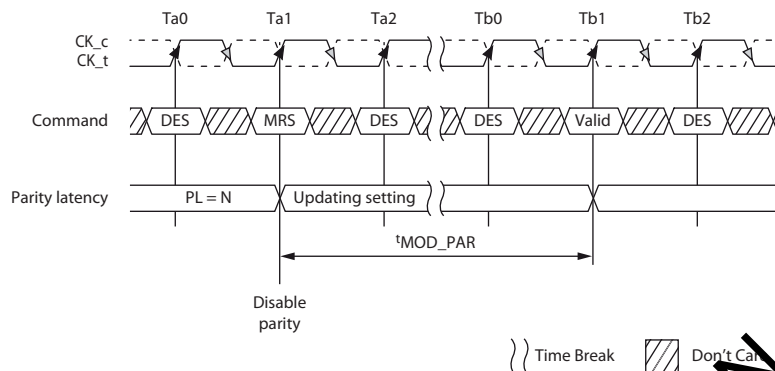 Ta0 Ta1 Ta2 Tb0 Tb1 Tb2
CK_c
CK_t
Command DES MRS DES DES Valid DES
Parity latency PL = N Updating setting
tMOD_PAR
Disable
parity
Time Break Don't Care